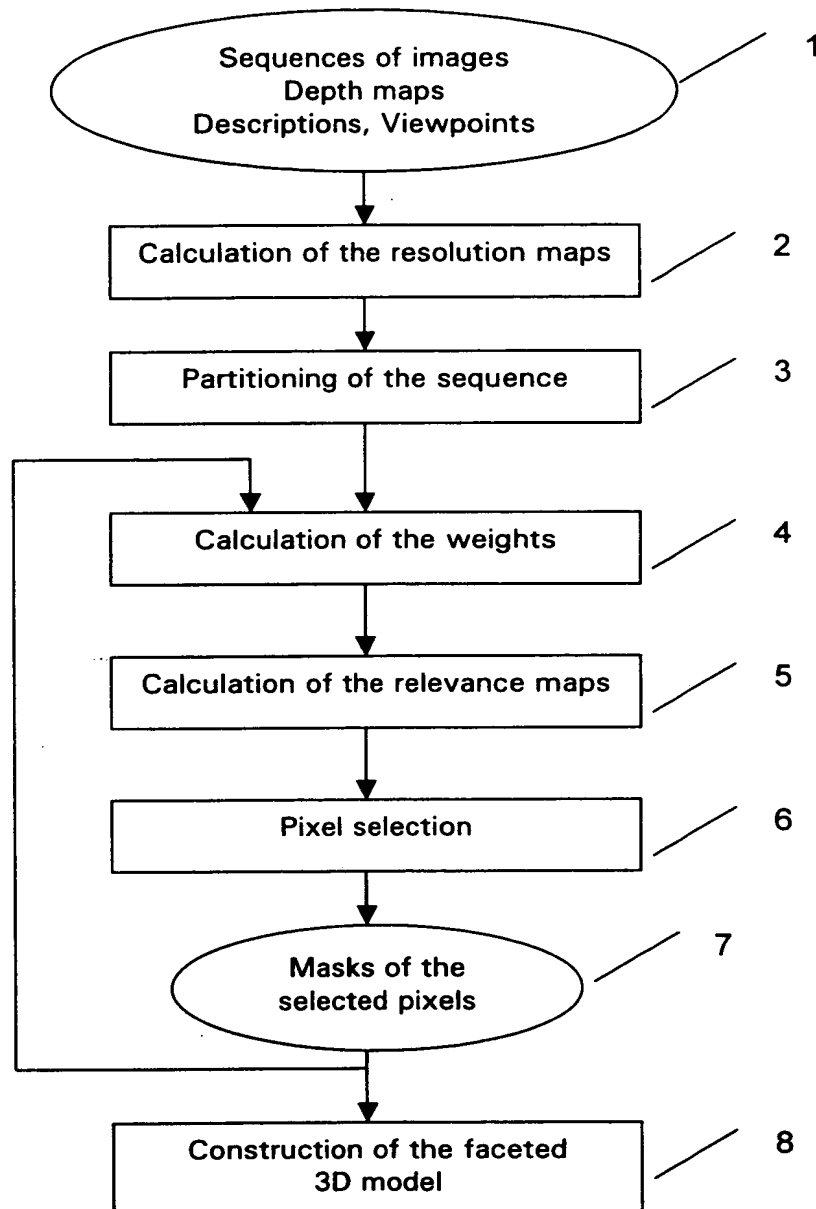 Sequences of images
Depth maps
Descriptions, Viewpoints
1
Calculation of the resolution maps
2
Partitioning of the sequence
3
Calculation of the weights
4
Calculation of the relevance maps
5
Pixel selection
6
Masks of the
selected pixels
7
Construction of the faceted
3D model
8